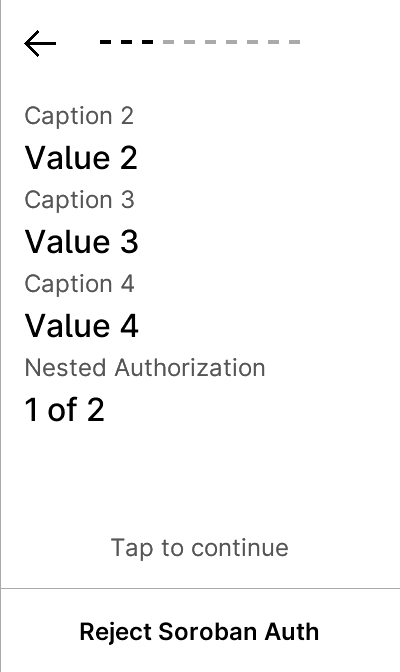 Caption 2
Value 2
Caption 3
Value 3
Caption 4
Value 4
Nested Authorization
1 of 2
Tap to continue
Reject Soroban Auth